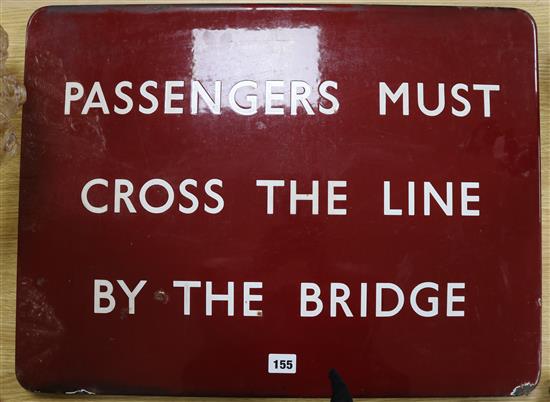 PASSENGERS MUST
CROSS THE LINE
BY THE BRIDGE
155